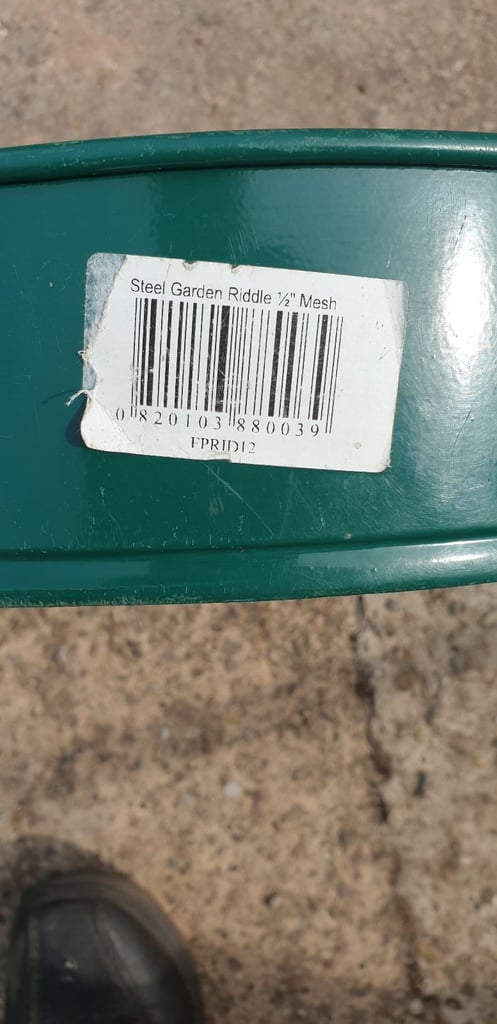 Steel Garden Riddle ½" Mesh
0 820103 880039
FPRID12